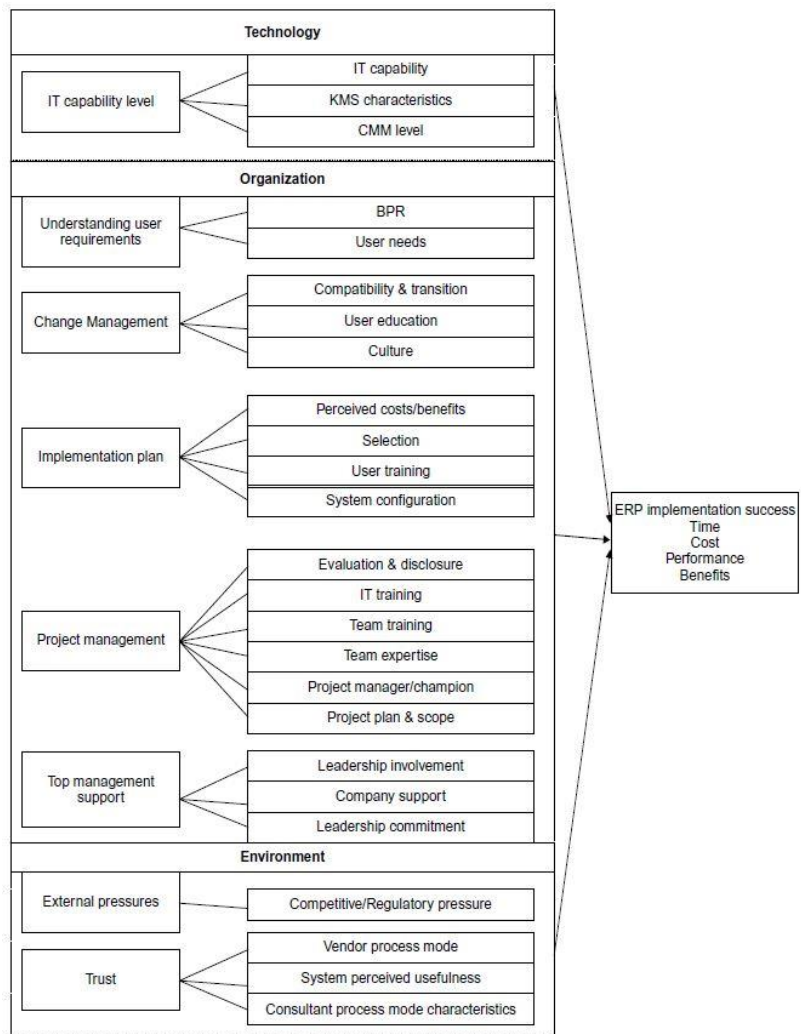 Technology
IT capability level
IT capability
KMS characteristics
CMM level
Organization
Understanding user
requirements
BPR
User needs
Change Management
Compatibility & transition
User education
Culture
Implementation plan
Perceived costs/benefits
Selection
User training
System configuration
Project management
Evaluation & disclosure
IT training
Team training
Team expertise
Project manager/champion
Project plan & scope
Top management
support
Leadership involvement
Company support
Leadership commitment
Environment
External pressures
Competitive/Regulatory pressure
Trust
Vendor process mode
System perceived usefulness
Consultant process mode characteristics
ERP implementation success
Time
Cost
Performance
Benefits